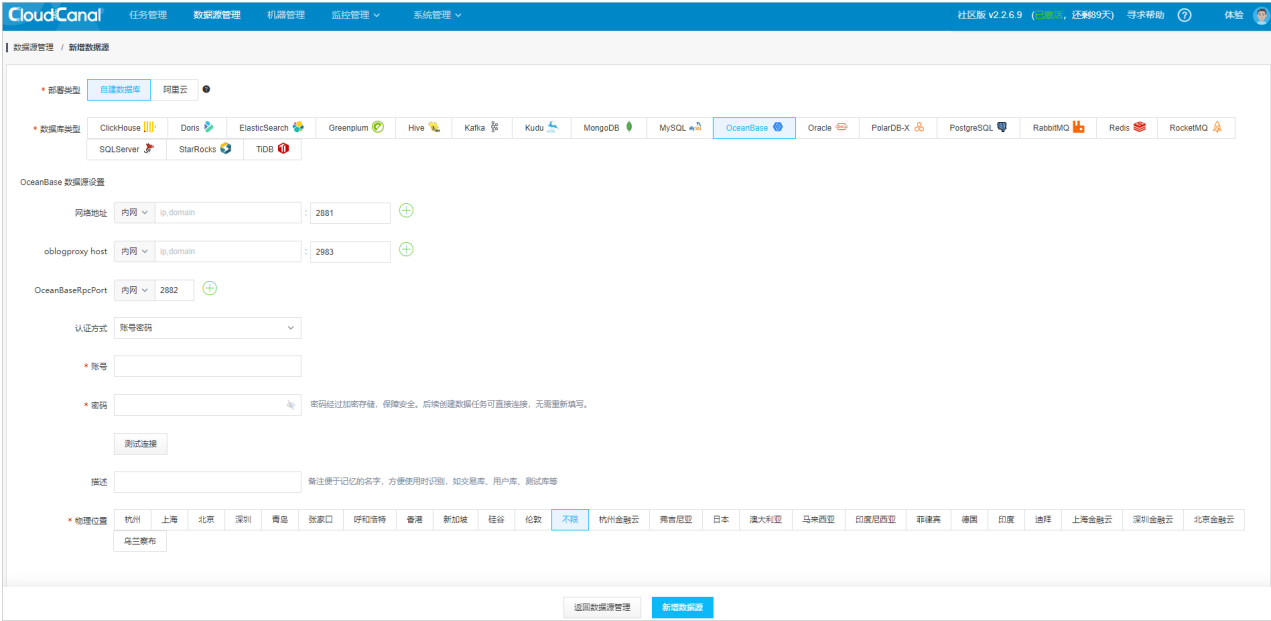 CloudCanal 任务管理 数据源管理 机器管理 监控管理 系统管理 社区版 v2.2.6.9 (已激活，还剩89天) 寻求帮助 ? 体验
数据源管理 / 新增数据源
* 部署类型 自建数据库 阿里云 ?
* 数据库类型 ClickHouse Doris ElasticSearch Greenplum Hive Kafka Kudu MongoDB MySQL OceanBase Oracle PolarDB-X PostgreSQL RabbitMQ Redis RocketMQ
SQLServer StarRocks TiDB
OceanBase 数据源设置
网络地址 内网 ip,domain : 2881
oblogproxy host 内网 ip,domain : 2983
OceanBaseRpcPort 内网 2882
认证方式 账号密码
* 账号
* 密码 密码经过加密存储，保障安全。后续创建数据任务可直接连接，无需重新填写。
测试连接
描述 备注便于记忆的名字，方便使用时识别，如交易库、用户库、测试库等
* 物理位置 杭州 上海 北京 深圳 青岛 张家口 呼和浩特 香港 新加坡 硅谷 伦敦 不限 杭州金融云 弗吉尼亚 日本 澳大利亚 马来西亚 印度尼西亚 菲律宾 德国 印度 迪拜 上海金融云 深圳金融云 北京金融云
乌兰察布
返回数据源管理 新增数据源